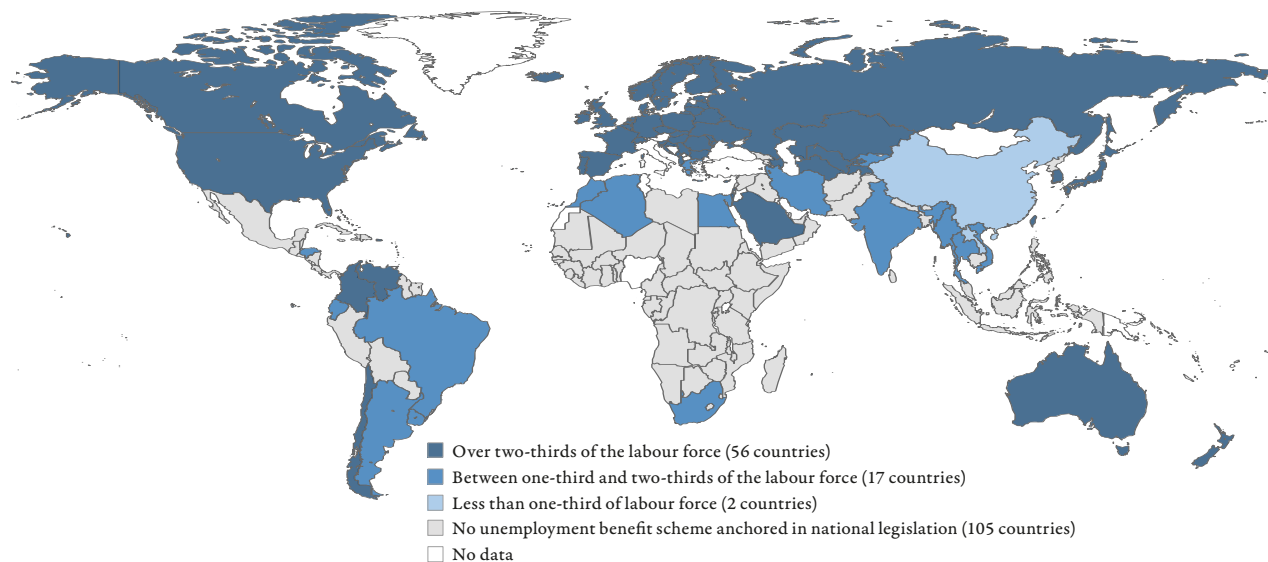 Over two-thirds of the labour force (56 countries)
Between one-third and two-thirds of the labour force (17 countries)
Less than one-third of labour force (2 countries)
No unemployment benefit scheme anchored in national legislation (105 countries)
No data